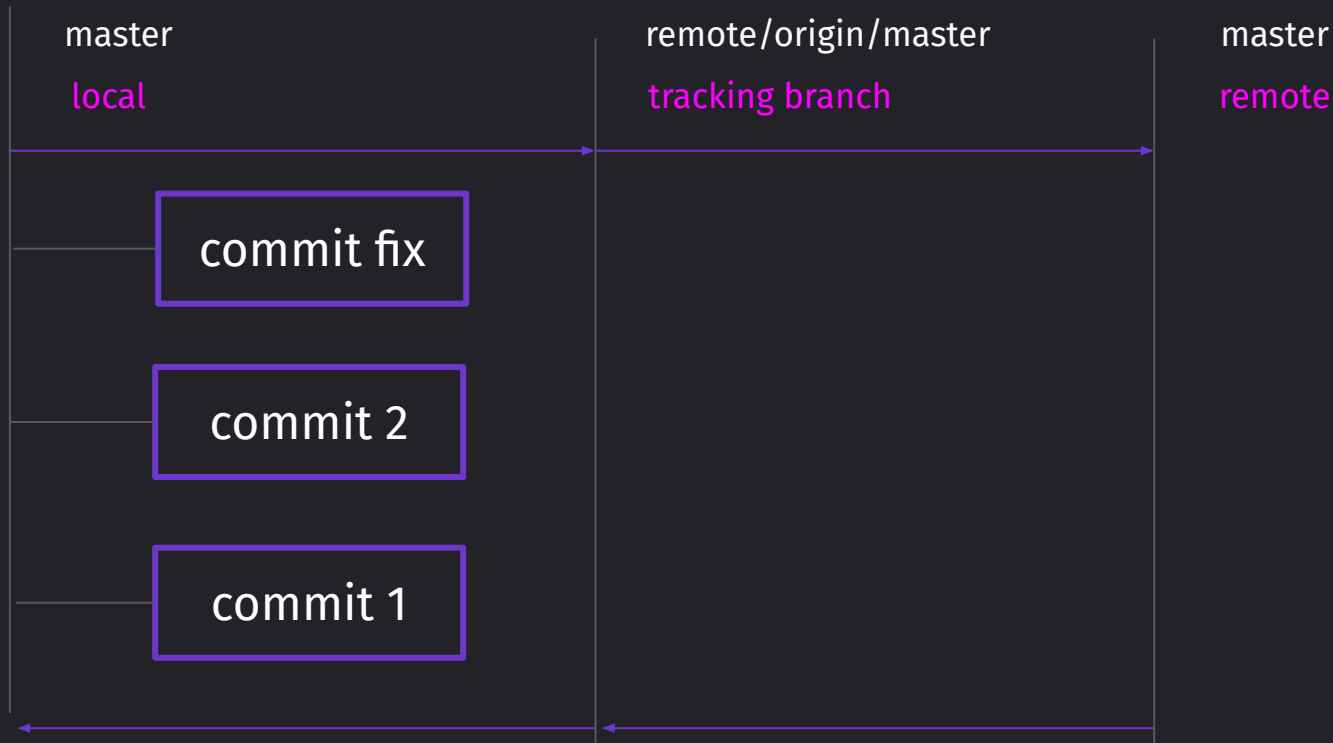 master
local
remote/origin/master
tracking branch
master
remote
commit fix
commit 2
commit 1